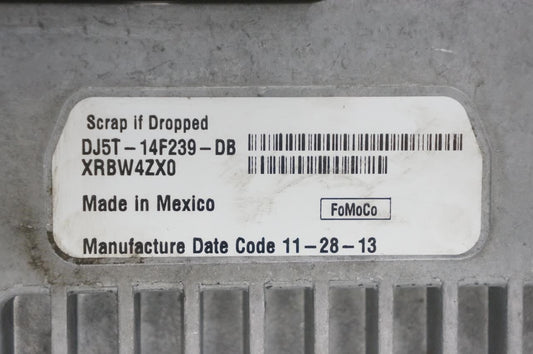 Scrap if Dropped
DJ5T-14F239-DB
XRBW4ZX0
Made in Mexico FoMoCo
Manufacture Date Code 11-28-13